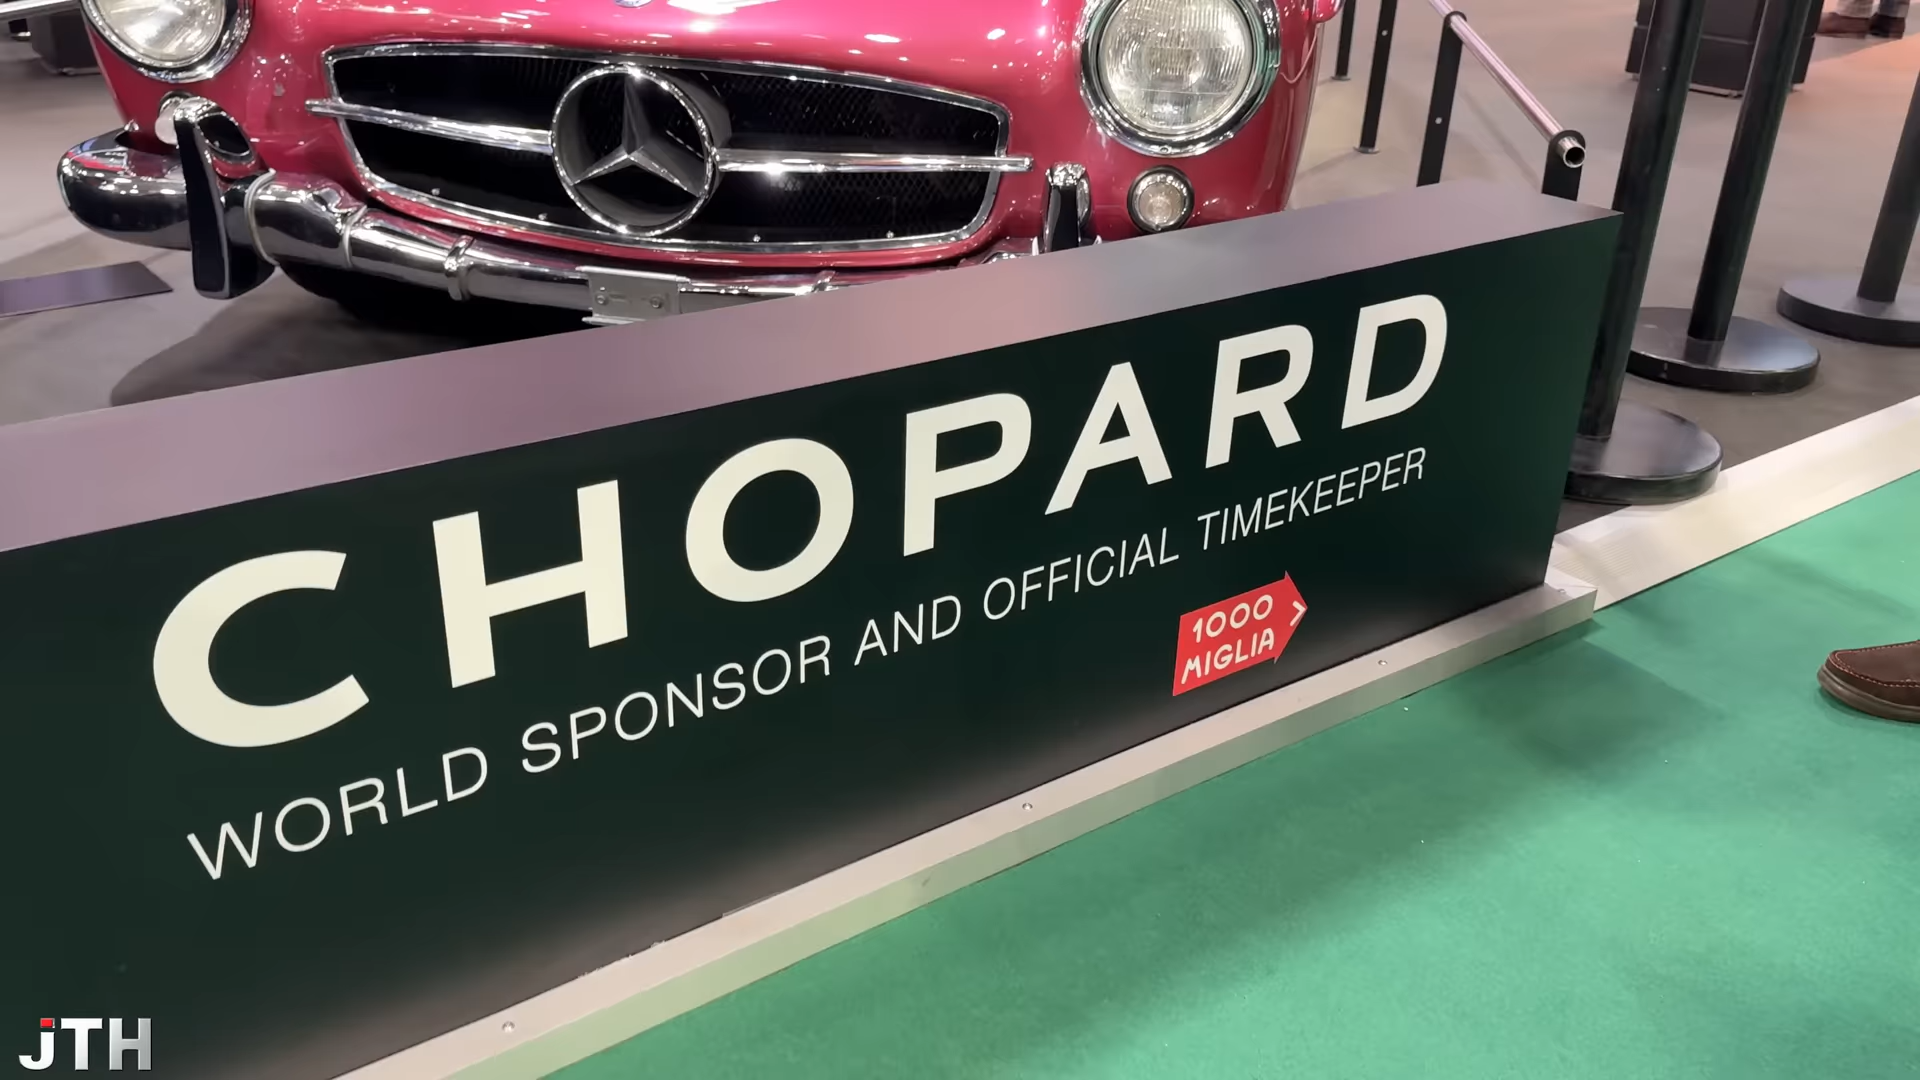 CHOPARD
WORLD SPONSOR AND OFFICIAL TIMEKEEPER
1000
MIGLIA
jTH